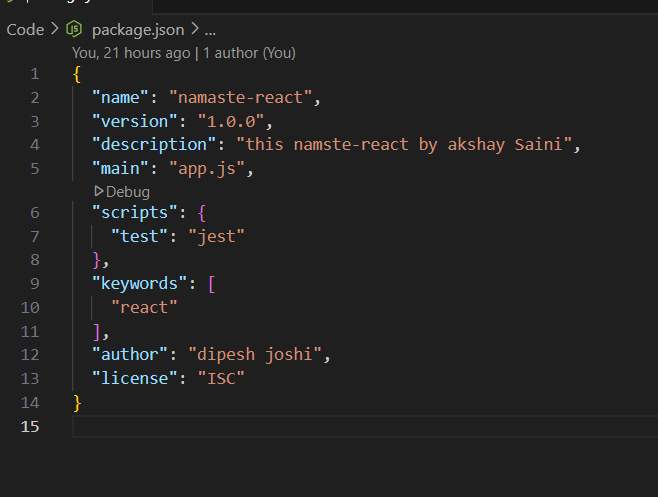 Code > package.json > ...
You, 21 hours ago | 1 author (You)
1 {
2 "name": "namaste-react",
3 "version": "1.0.0",
4 "description": "this namste-react by akshay Saini",
5 "main": "app.js",
Debug
6 "scripts": {
7 "test": "jest"
8 },
9 "keywords": [
10 "react"
11 ],
12 "author": "dipesh joshi",
13 "license": "ISC"
14 }
15